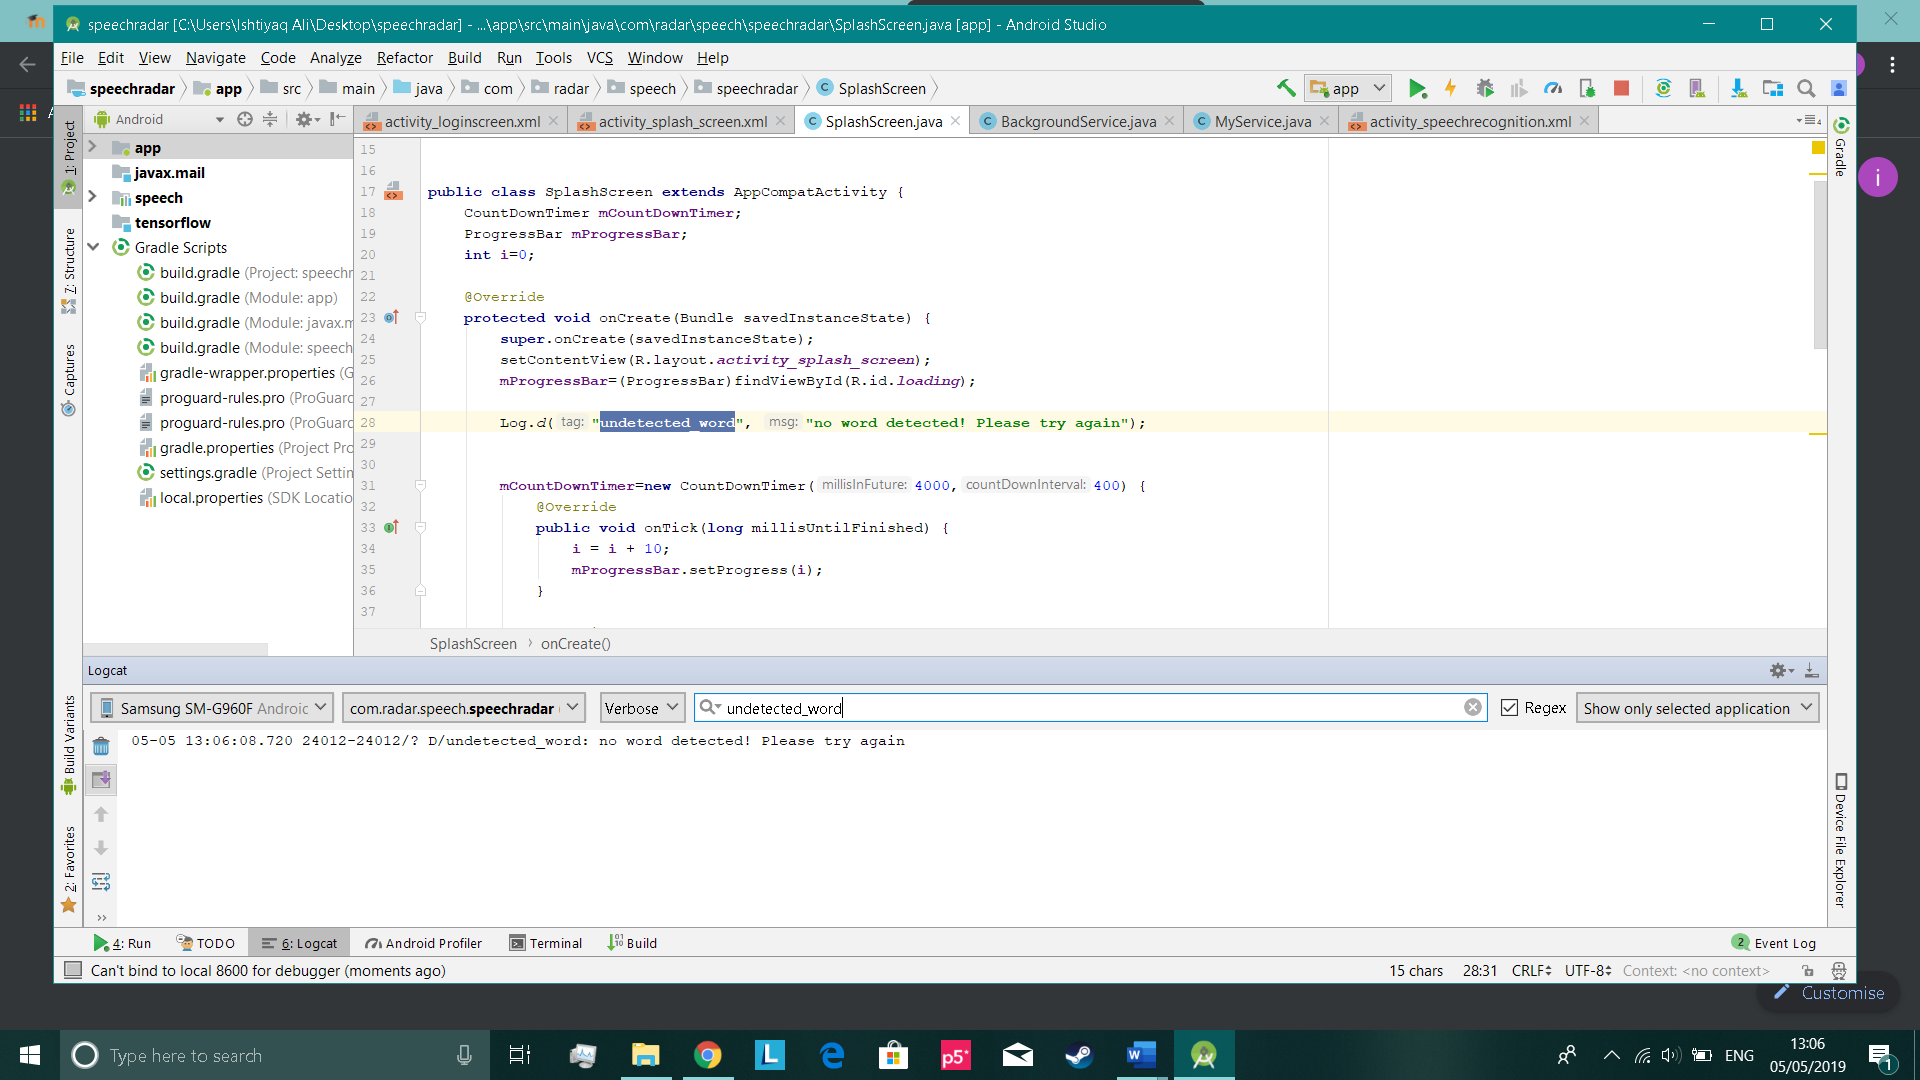 speechradar [C:\Users\Ishtiyaq Ali\Desktop\speechradar] - ...\app\src\main\java\com\radar\speech\speechradar\SplashScreen.java [app] - Android Studio
File Edit View Navigate Code Analyze Refactor Build Run Tools VCS Window Help
speechradar app src main java com radar speech speechradar SplashScreen app
Android
activity_loginscreen.xml activity_splash_screen.xml SplashScreen.java BackgroundService.java MyService.java activity_speechrecognition.xml
1: Project
7: Structure
Captures
Build Variants
2: Favorites
app
javax.mail
speech
tensorflow
Gradle Scripts
build.gradle (Project: speechr
build.gradle (Module: app)
build.gradle (Module: javax.m
build.gradle (Module: speech
gradle-wrapper.properties (G
proguard-rules.pro (ProGuarc
proguard-rules.pro (ProGuarc
gradle.properties (Project Pro
settings.gradle (Project Settin
local.properties (SDK Locatio
15
16
17 public class SplashScreen extends AppCompatActivity {
18 CountDownTimer mCountDownTimer;
19 ProgressBar mProgressBar;
20 int i=0;
21
22 @Override
23 protected void onCreate(Bundle savedInstanceState) {
24 super.onCreate(savedInstanceState);
25 setContentView(R.layout.activity_splash_screen);
26 mProgressBar=(ProgressBar)findViewById(R.id.loading);
27
28 Log.d( tag: "undetected_word", msg: "no word detected! Please try again");
29
30
31 mCountDownTimer=new CountDownTimer( millisInFuture: 4000, countDownInterval: 400) {
32 @Override
33 public void onTick(long millisUntilFinished) {
34 i = i + 10;
35 mProgressBar.setProgress(i);
36 }
37
SplashScreen › onCreate()
Gradle
Device File Explorer
i
Logcat
Samsung SM-G960F Android com.radar.speech.speechradar Verbose undetected_word Regex Show only selected application
05-05 13:06:08.720 24012-24012/? D/undetected_word: no word detected! Please try again
4: Run TODO 6: Logcat Android Profiler Terminal Build 2 Event Log
Can't bind to local 8600 for debugger (moments ago) 15 chars 28:31 CRLF UTF-8 Context: <no context>
Customise
Type here to search L p5* W ENG 13:06
05/05/2019 1